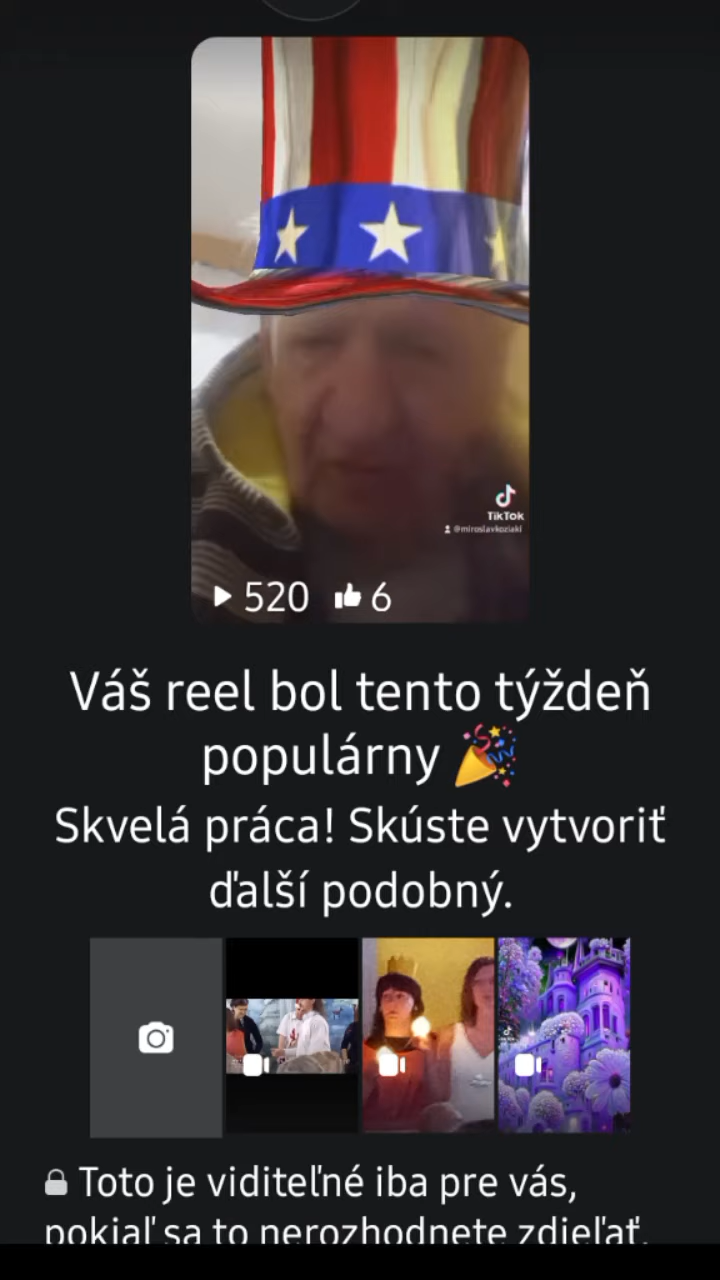 TikTok
@miroslavkoziakl
520 6
Váš reel bol tento týždeň
populárny 🎉
Skvelá práca! Skúste vytvoriť
ďalší podobný.
Toto je viditeľné iba pre vás,
pokiaľ sa to nerozhodnete zdieľať.